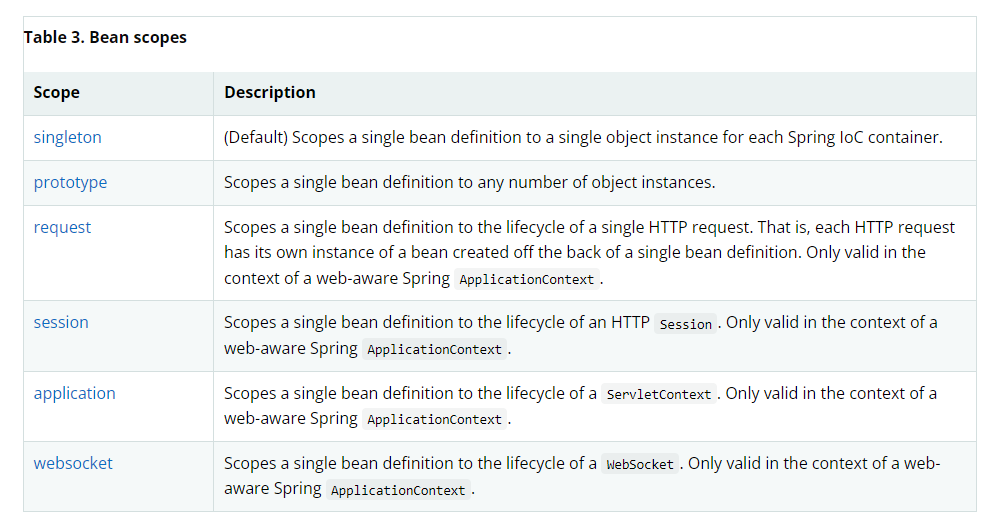 Table 3. Bean scopes
Scope Description
singleton (Default) Scopes a single bean definition to a single object instance for each Spring IoC container.
prototype Scopes a single bean definition to any number of object instances.
request Scopes a single bean definition to the lifecycle of a single HTTP request. That is, each HTTP request
has its own instance of a bean created off the back of a single bean definition. Only valid in the
context of a web-aware Spring ApplicationContext.
session Scopes a single bean definition to the lifecycle of an HTTP Session. Only valid in the context of a
web-aware Spring ApplicationContext.
application Scopes a single bean definition to the lifecycle of a ServletContext. Only valid in the context of a
web-aware Spring ApplicationContext.
websocket Scopes a single bean definition to the lifecycle of a WebSocket. Only valid in the context of a web-
aware Spring ApplicationContext.